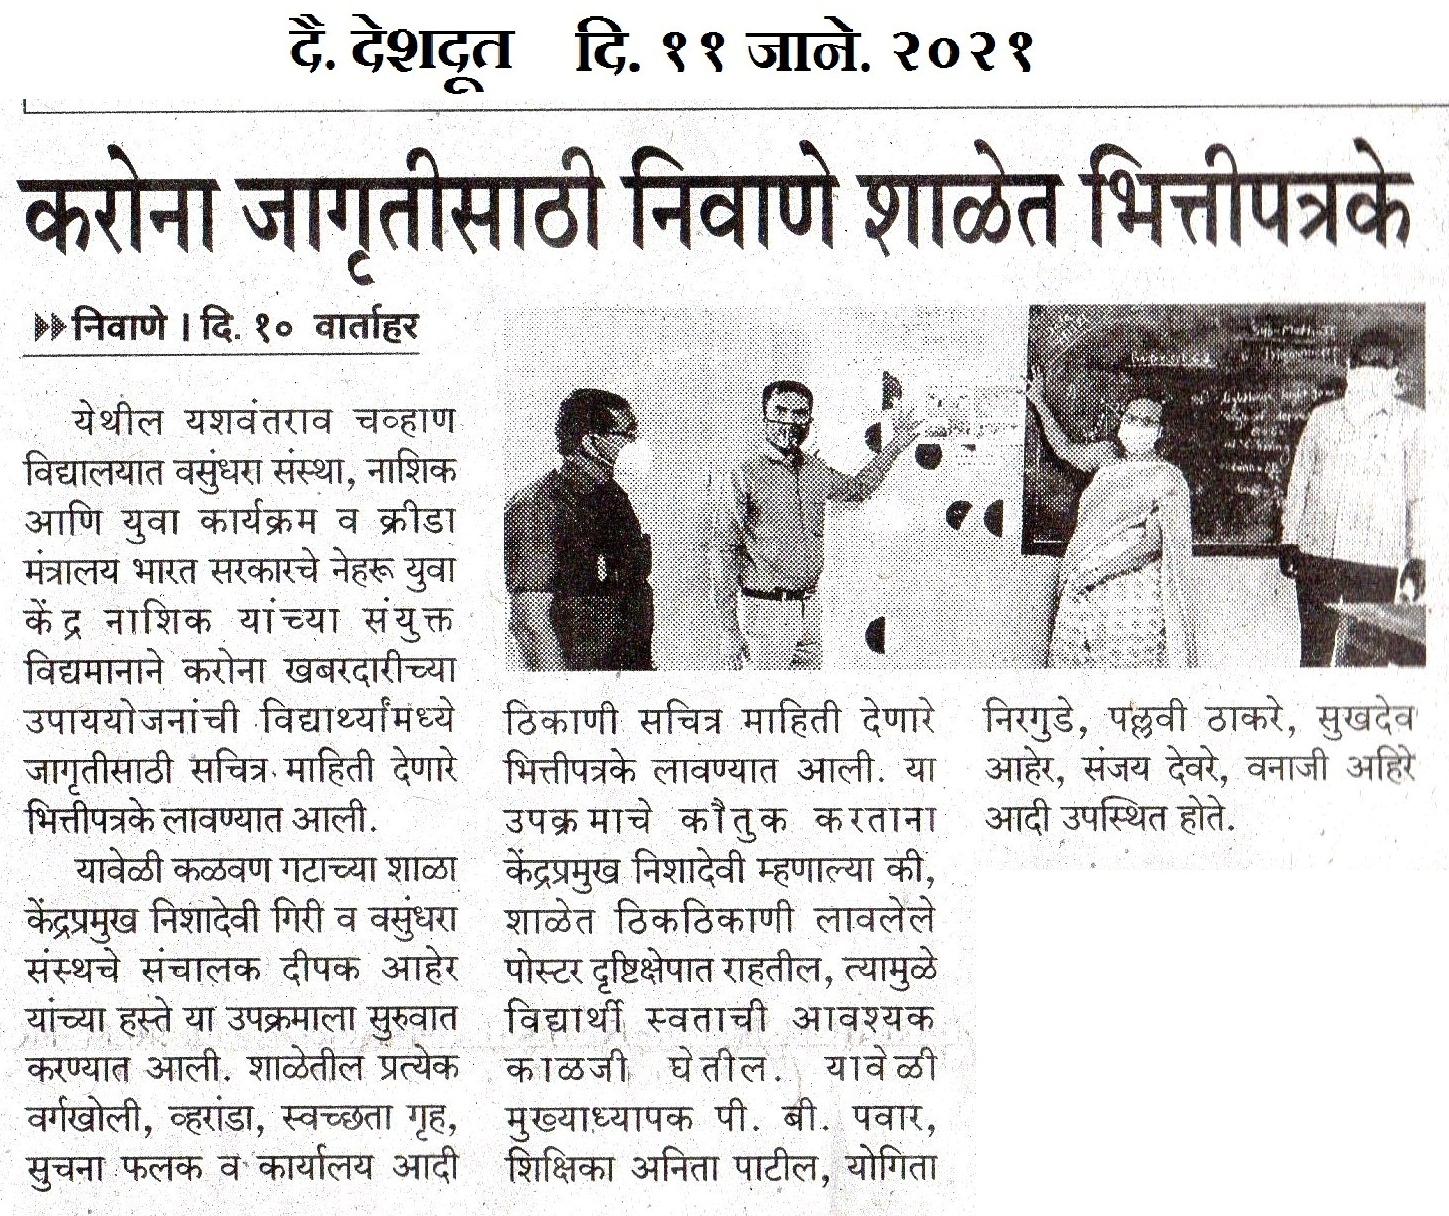 दै. देशदूत दि. ११ जाने. २०२१
करोना जागृतीसाठी निवाणे शाळेत भित्तीपत्रके
निवाणे । दि. १० वार्ताहर
येथील यशवंतराव चव्हाण
विद्यालयात वसुंधरा संस्था, नाशिक
आणि युवा कार्यक्रम व क्रीडा
मंत्रालय भारत सरकारचे नेहरू युवा
केंद्र नाशिक यांच्या संयुक्त
विद्यमानाने करोना खबरदारीच्या
उपाययोजनांची विद्यार्थ्यांमध्ये
जागृतीसाठी सचित्र माहिती देणारे
भित्तीपत्रके लावण्यात आली.
यावेळी कळवण गटाच्या शाळा
केंद्रप्रमुख निशादेवी गिरी व वसुंधरा
संस्थचे संचालक दीपक आहेर
यांच्या हस्ते या उपक्रमाला सुरुवात
करण्यात आली. शाळेतील प्रत्येक
वर्गखोली, व्हरांडा, स्वच्छता गृह,
सुचना फलक व कार्यालय आदी
ठिकाणी सचित्र माहिती देणारे
भित्तीपत्रके लावण्यात आली. या
उपक्रमाचे कौतुक करताना
केंद्रप्रमुख निशादेवी म्हणाल्या की,
शाळेत ठिकठिकाणी लावलेले
पोस्टर दृष्टिक्षेपात राहतील, त्यामुळे
विद्यार्थी स्वताची आवश्यक
काळजी घेतील. यावेळी
मुख्याध्यापक पी. बी. पवार,
शिक्षिका अनिता पाटील, योगिता
निरगुडे, पल्लवी ठाकरे, सुखदेव
आहेर, संजय देवरे, वनाजी अहिरे
आदी उपस्थित होते.